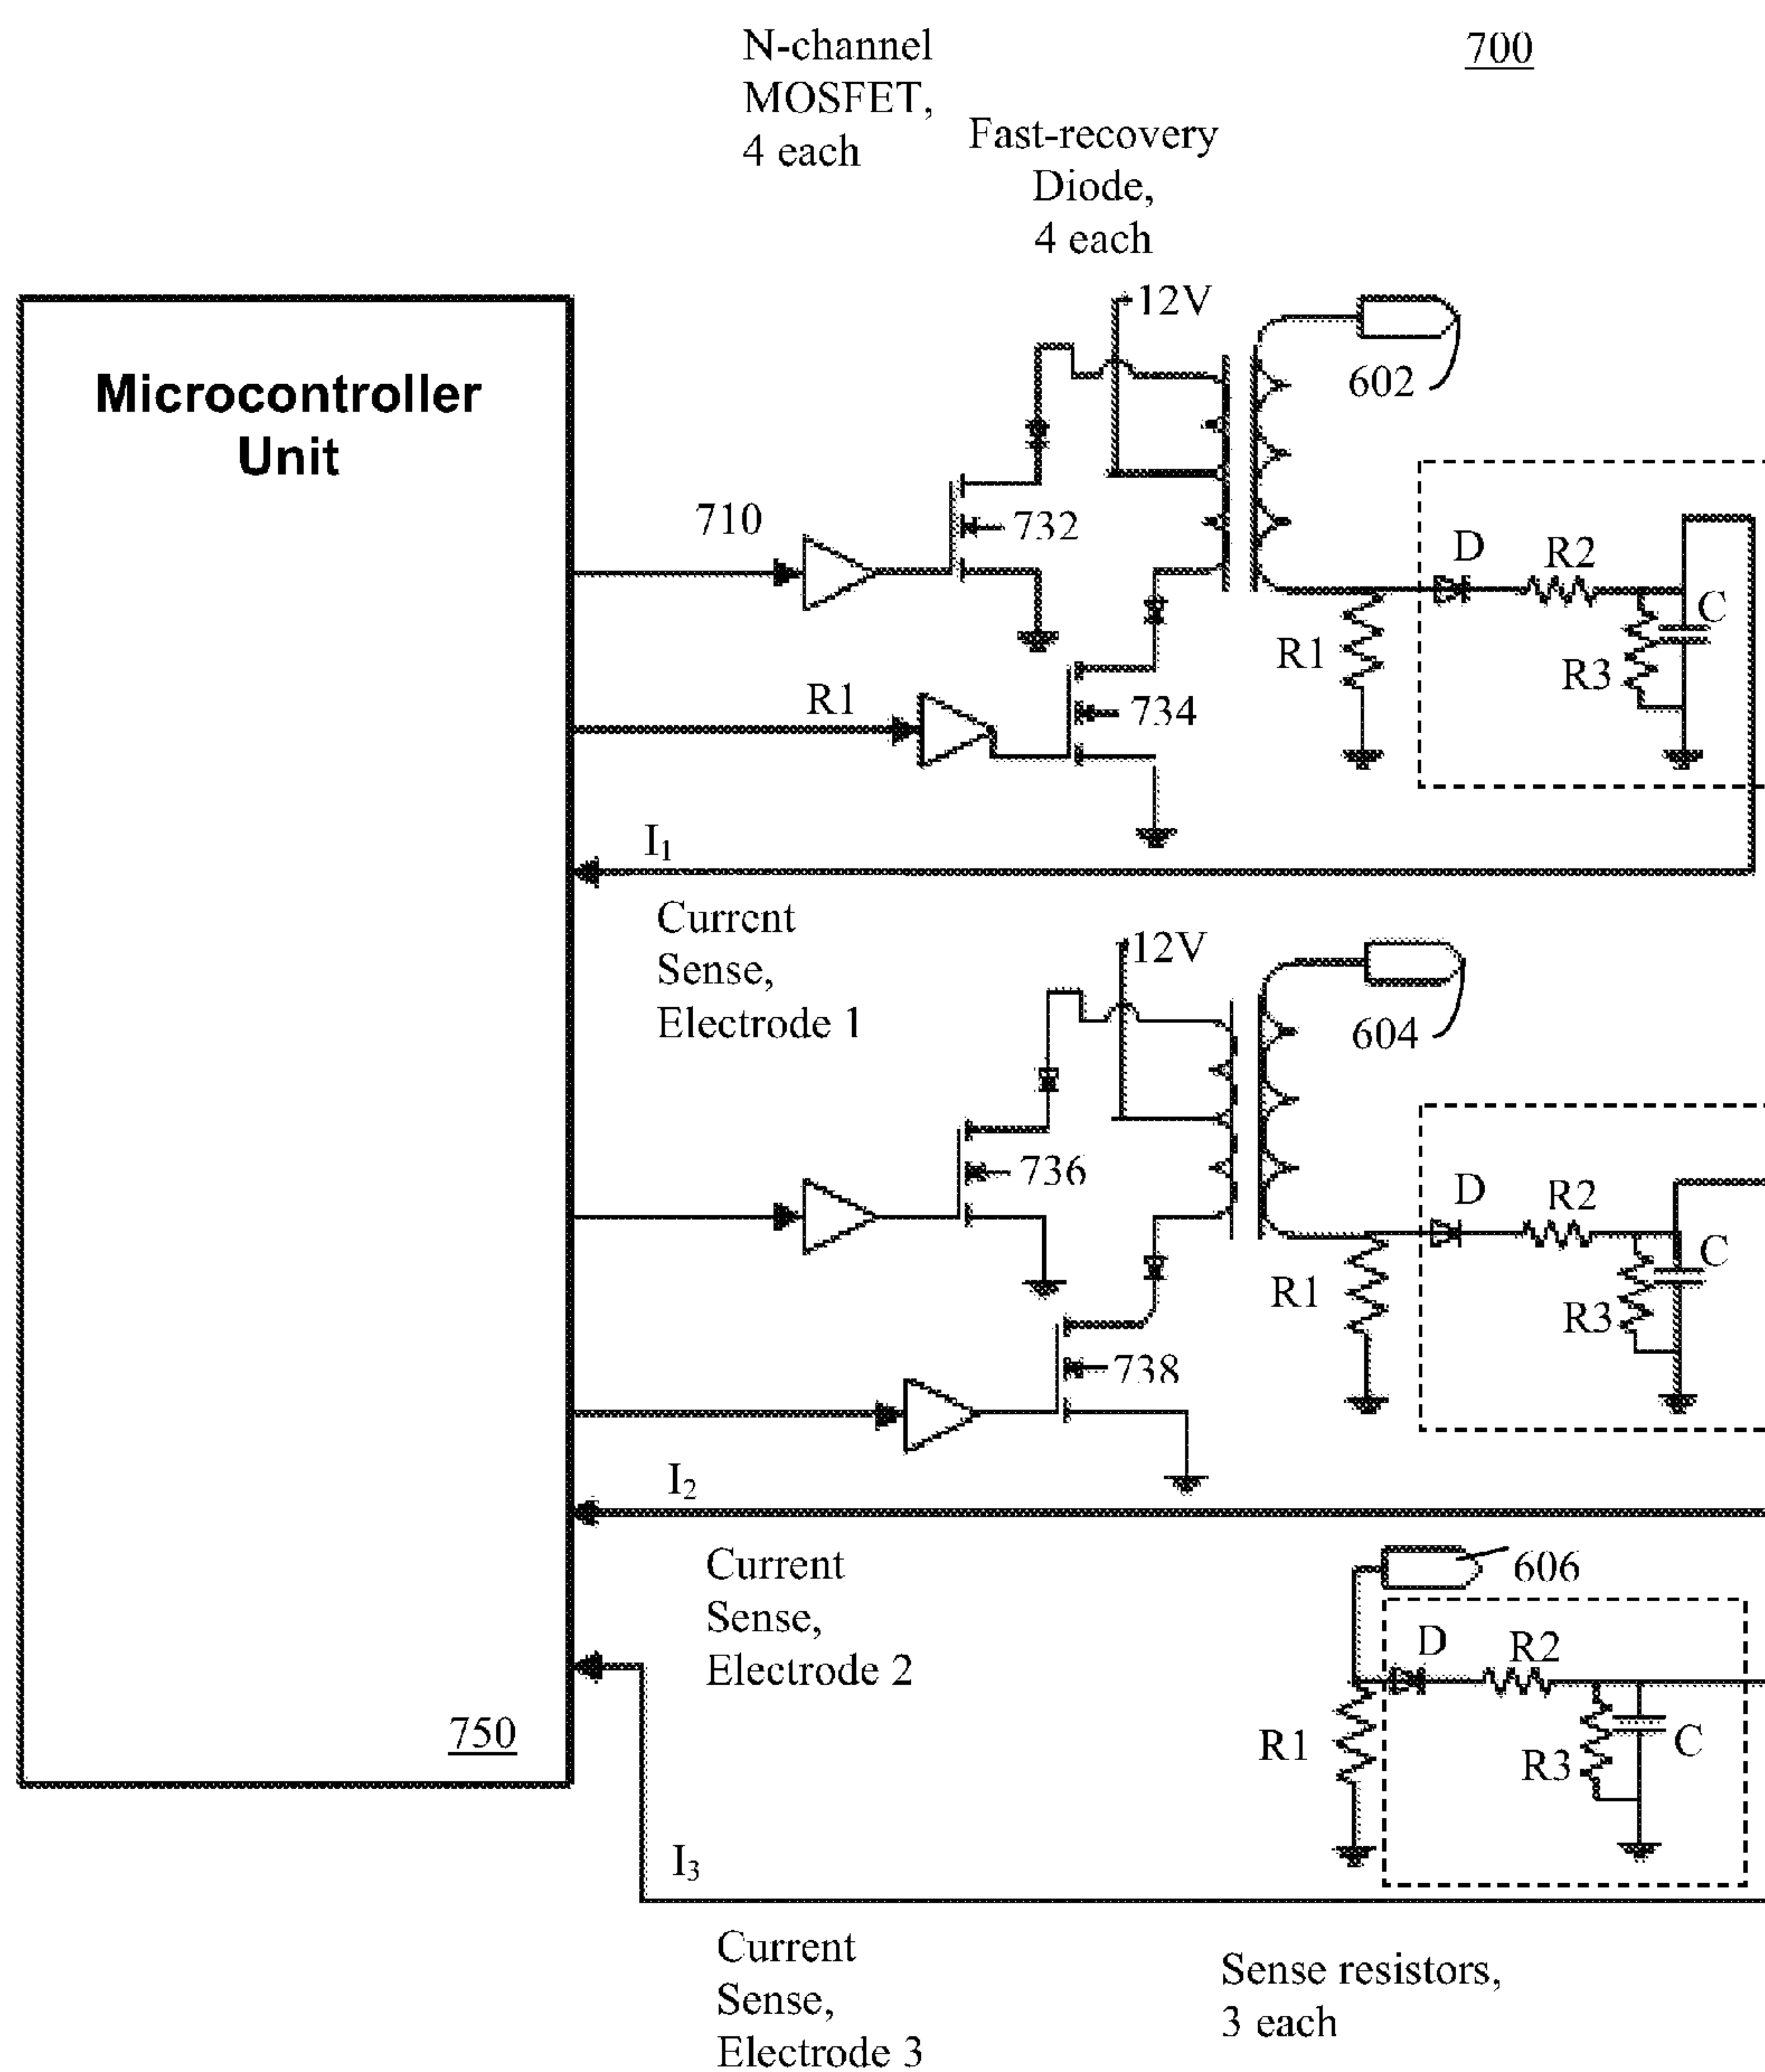 700
N-channel
MOSFET,
4 each
Fast-recovery
Diode,
4 each
12V
Microcontroller
Unit
602
710
732
D
R2
C
R1
R3
R1
734
I₁
Current
Sense,
Electrode 1
12V
604
736
D
R2
C
R1
R3
738
I₂
Current
Sense,
Electrode 2
606
D
R2
750
R1
R3
C
I₃
Current
Sense,
Electrode 3
Sense resistors,
3 each